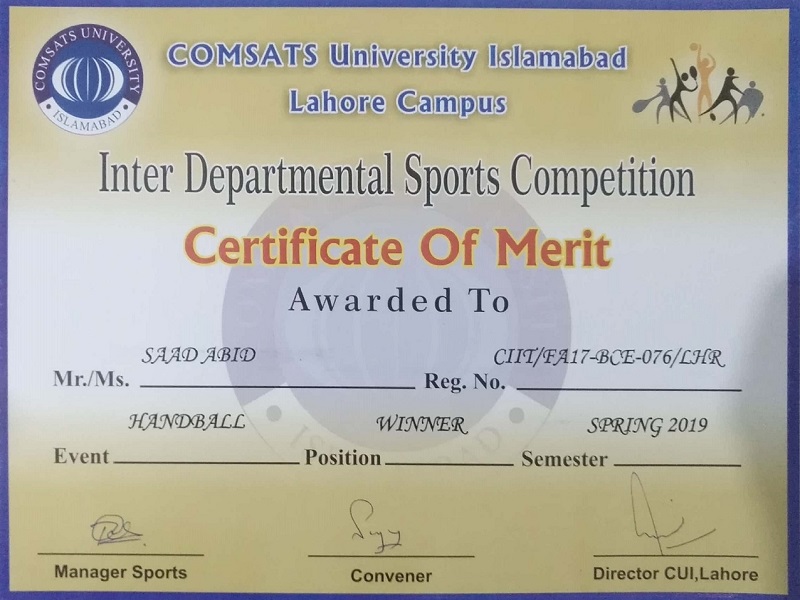 COMSATS UNIVERSITY
ISLAMABAD
COMSATS University Islamabad
Lahore Campus
Inter Departmental Sports Competition
Certificate Of Merit
Awarded To
Mr./Ms. SAAD ABID Reg. No. CIIT/FA17-BCE-076/LHR
Event HANDBALL Position WINNER Semester SPRING 2019
Manager Sports Convener Director CUI,Lahore